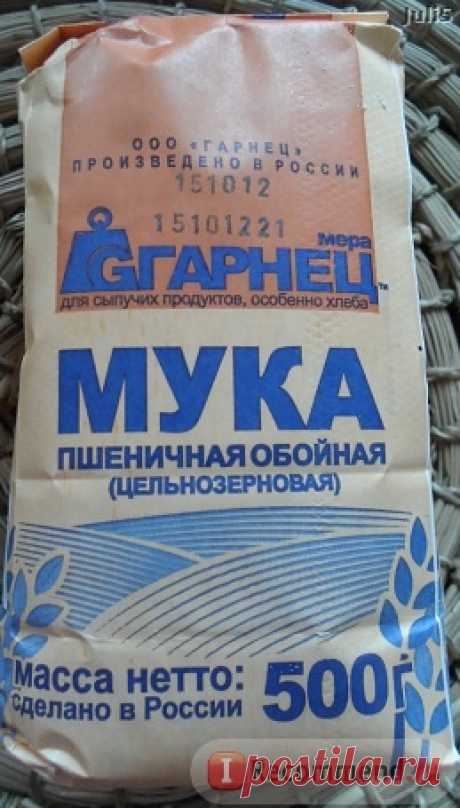 julis
ООО «ГАРНЕЦ»
ПРОИЗВЕДЕНО В РОССИИ
151012
15101221
мера
ГАРНЕЦ
для сыпучих продуктов, особенно хлеба
МУКА
ПШЕНИЧНАЯ ОБОЙНАЯ
(ЦЕЛЬНОЗЕРНОВАЯ)
масса нетто: 500г
сделано в России
1postila.ru